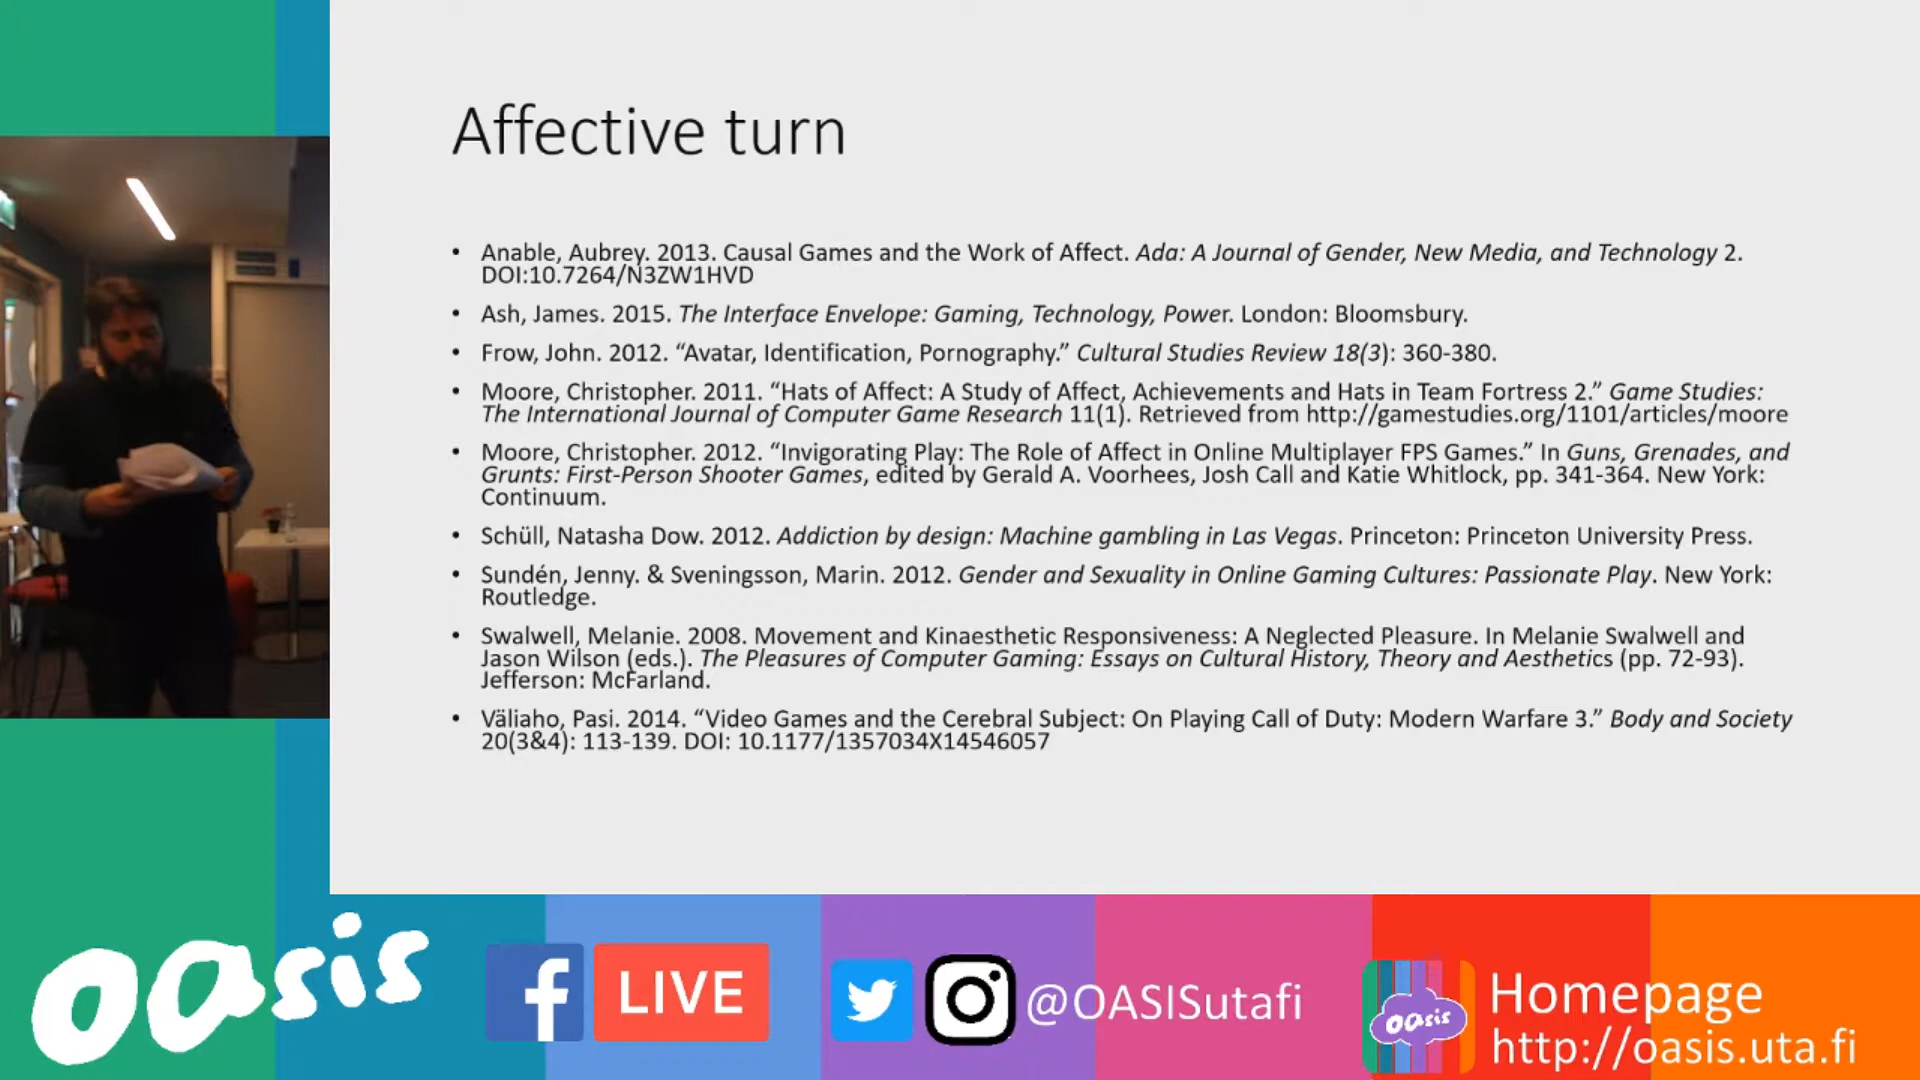 Affective turn
• Anable, Aubrey. 2013. Causal Games and the Work of Affect. Ada: A Journal of Gender, New Media, and Technology 2.
DOI:10.7264/N3ZW1HVD
• Ash, James. 2015. The Interface Envelope: Gaming, Technology, Power. London: Bloomsbury.
• Frow, John. 2012. “Avatar, Identification, Pornography.” Cultural Studies Review 18(3): 360-380.
• Moore, Christopher. 2011. “Hats of Affect: A Study of Affect, Achievements and Hats in Team Fortress 2.” Game Studies:
The International Journal of Computer Game Research 11(1). Retrieved from http://gamestudies.org/1101/articles/moore
• Moore, Christopher. 2012. “Invigorating Play: The Role of Affect in Online Multiplayer FPS Games.” In Guns, Grenades, and
Grunts: First-Person Shooter Games, edited by Gerald A. Voorhees, Josh Call and Katie Whitlock, pp. 341-364. New York:
Continuum.
• Schüll, Natasha Dow. 2012. Addiction by design: Machine gambling in Las Vegas. Princeton: Princeton University Press.
• Sundén, Jenny. & Sveningsson, Marin. 2012. Gender and Sexuality in Online Gaming Cultures: Passionate Play. New York:
Routledge.
• Swalwell, Melanie. 2008. Movement and Kinaesthetic Responsiveness: A Neglected Pleasure. In Melanie Swalwell and
Jason Wilson (eds.). The Pleasures of Computer Gaming: Essays on Cultural History, Theory and Aesthetics (pp. 72-93).
Jefferson: McFarland.
• Väliaho, Pasi. 2014. “Video Games and the Cerebral Subject: On Playing Call of Duty: Modern Warfare 3.” Body and Society
20(3&4): 113-139. DOI: 10.1177/1357034X14546057
oasis
f LIVE
@OASISutafi
oasis
Homepage
http://oasis.uta.fi